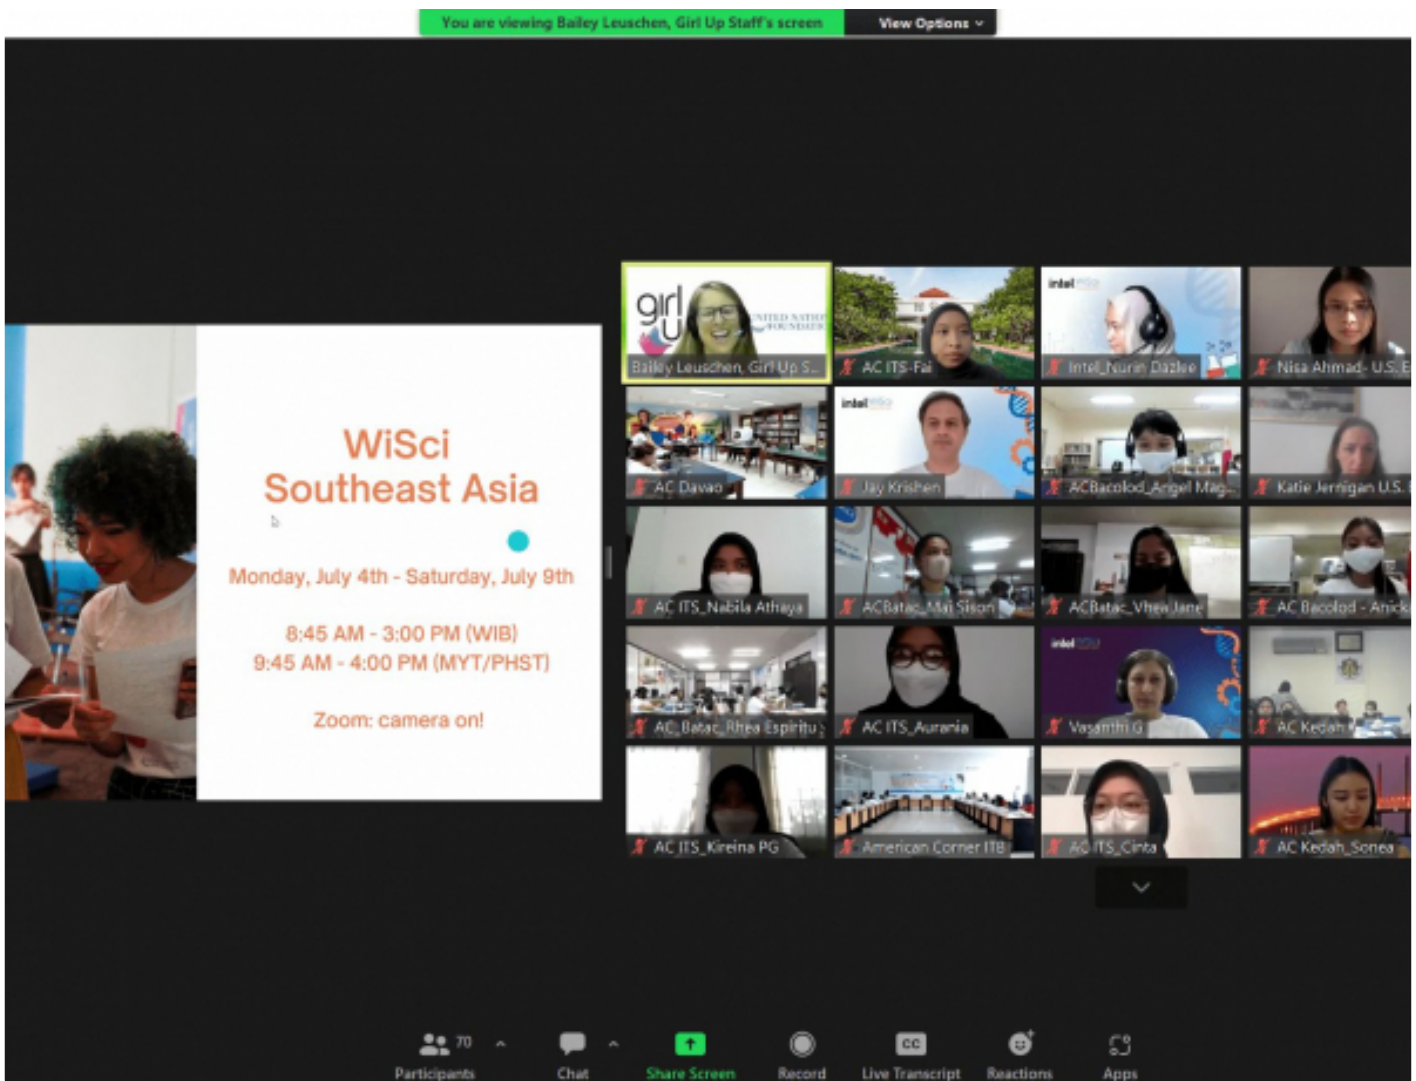 You are viewing Bailey Leuschen, Girl Up Staff's screen
View Options
WiSci
Southeast Asia
Monday, July 4th - Saturday, July 9th
8:45 AM - 3:00 PM (WIB)
9:45 AM - 4:00 PM (MYT/PHST)
Zoom: camera on!
girl
U
UNITED NATION
FOUNDATI
Bailey Leuschen, Girl Up S...
AC ITS-Fai
intel
Intel_Nurin Dazlee
Nisa Ahmad- U.S. E
AC Davao
intel
Jay Krishen
ACBacolod_Angel Mag...
Katie Jernigan U.S.
AC ITS_Nabila Athaya
ACBatac_Mai Sison
ACBatac_Vhea Jane
AC Bacolod - Anicka
AC_Batac_Rhea Espiritu
AC ITS_Aurania
intel
Vasanthi G
AC Kedah
AC ITS_Kireina PG
American Corner ITB
AC ITS_Cinta
AC Kedah_Sonea
70
Participants
Chat
Share Screen
Record
CC
Live Transcript
Reactions
Apps